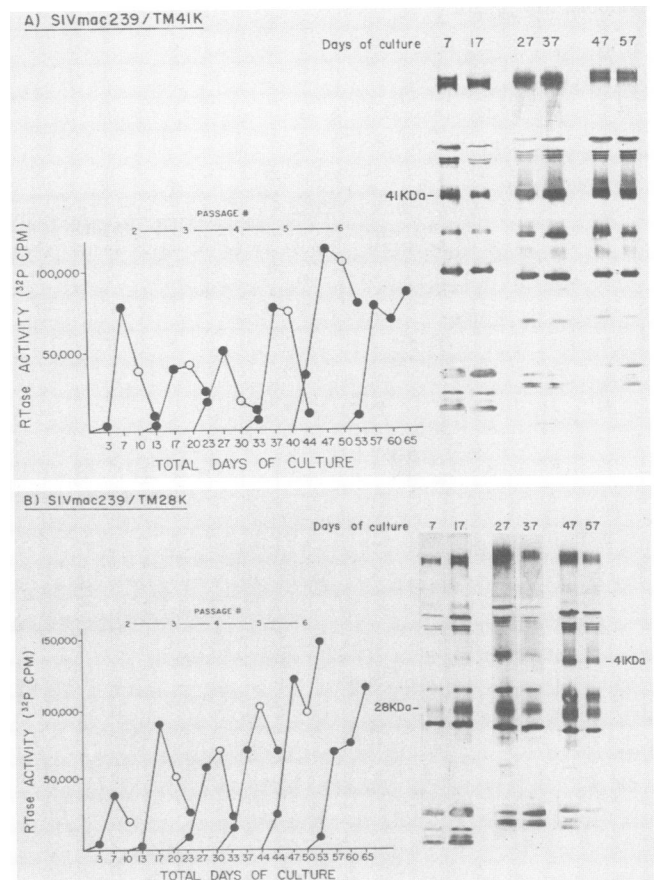 A) SIVmac239/TM41K
Days of culture 7 17 27 37 47 57
41KDa-
PASSAGE #
2 3 4 5 6
RTase ACTIVITY (³²P CPM)
100,000
50,000
3 7 10 13 17 20 23 27 30 33 37 40 44 47 50 53 57 60 65
TOTAL DAYS OF CULTURE
B) SIVmac239/TM28K
Days of culture 7 17 27 37 47 57
-41KDa
28KDa-
PASSAGE #
2 3 4 5 6
RTase ACTIVITY (³²P CPM)
150,000
100,000
50,000
3 7 10 13 17 20 23 27 30 33 37 44 44 47 50 53 57 60 65
TOTAL DAYS OF CULTURE